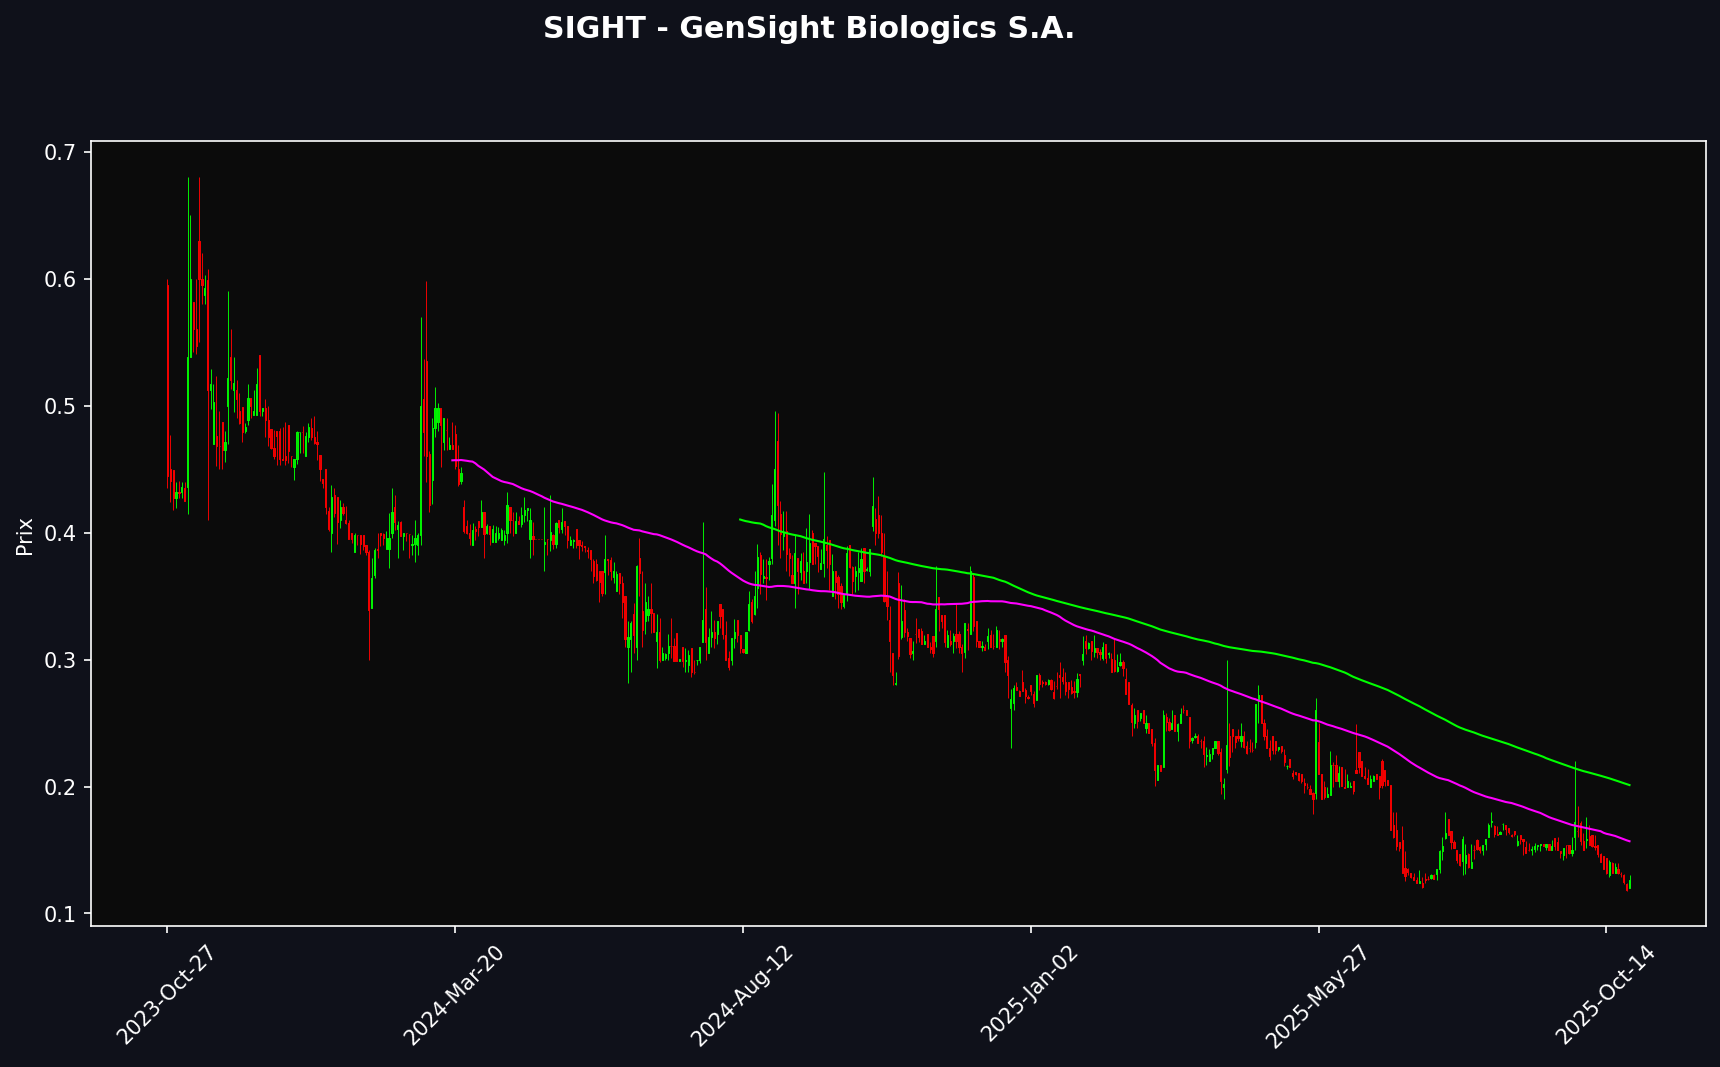 SIGHT - GenSight Biologics S.A.
Prix
0.7
0.6
0.5
0.4
0.3
0.2
0.1
2023-Oct-27
2024-Mar-20
2024-Aug-12
2025-Jan-02
2025-May-27
2025-Oct-14